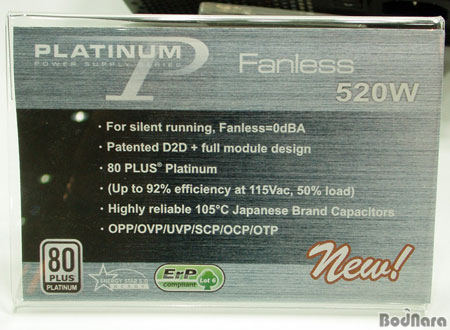 PLATINUM
POWER SUPPLY SERIES
P
Fanless
520W
· For silent running, Fanless=0dBA
· Patented D2D + full module design
· 80 PLUS® Platinum
· (Up to 92% efficiency at 115Vac, 50% load)
· Highly reliable 105°C Japanese Brand Capacitors
· OPP/OVP/UVP/SCP/OCP/OTP
80
PLUS
PLATINUM
ErP
compliant
Lot 6
New!
BodNara